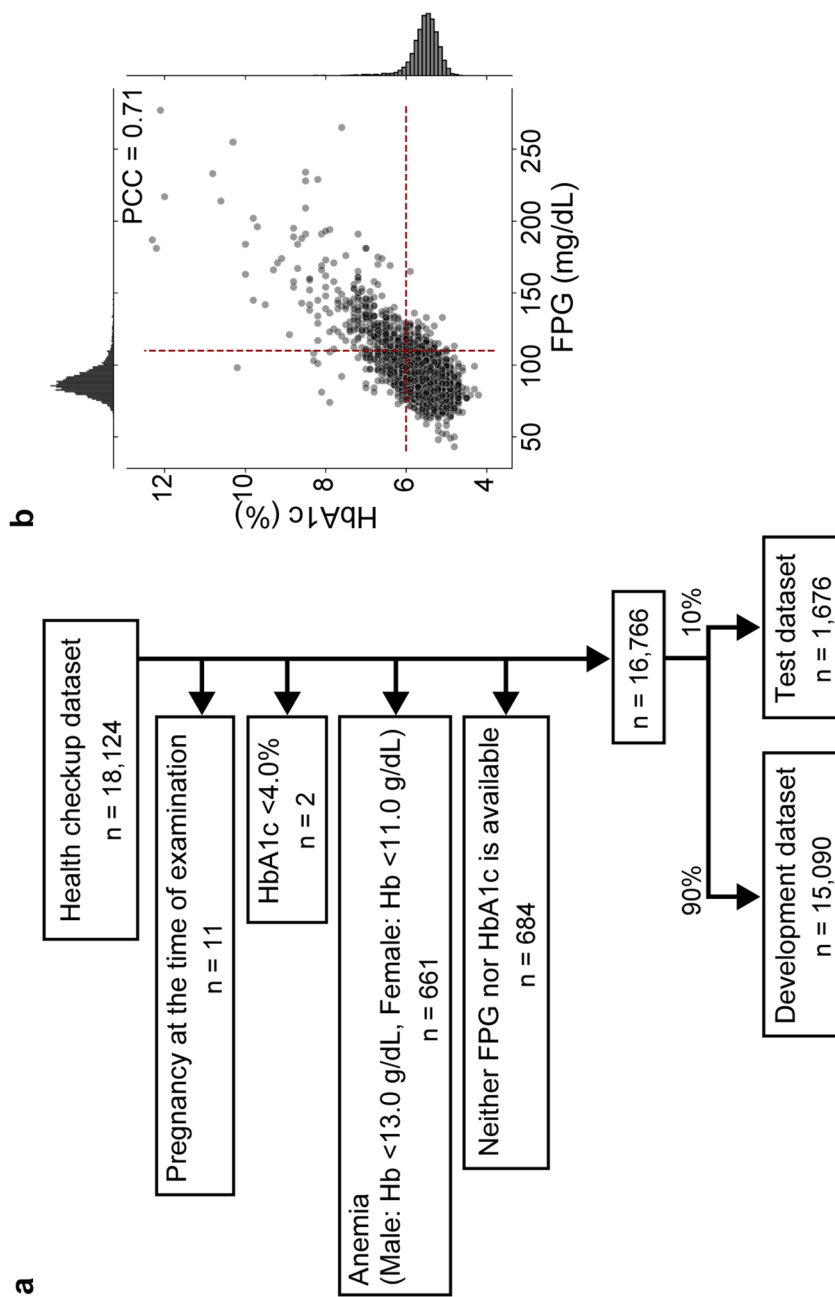 a
Health checkup dataset
n = 18,124
Pregnancy at the time of examination
n = 11
HbA1c <4.0%
n = 2
Anemia
(Male: Hb <13.0 g/dL, Female: Hb <11.0 g/dL)
n = 661
Neither FPG nor HbA1c is available
n = 684
n = 16,766
90%
10%
Development dataset
n = 15,090
Test dataset
n = 1,676
b
PCC = 0.71
HbA1c (%)
12
10
8
6
4
50
100
150
200
250
FPG (mg/dL)